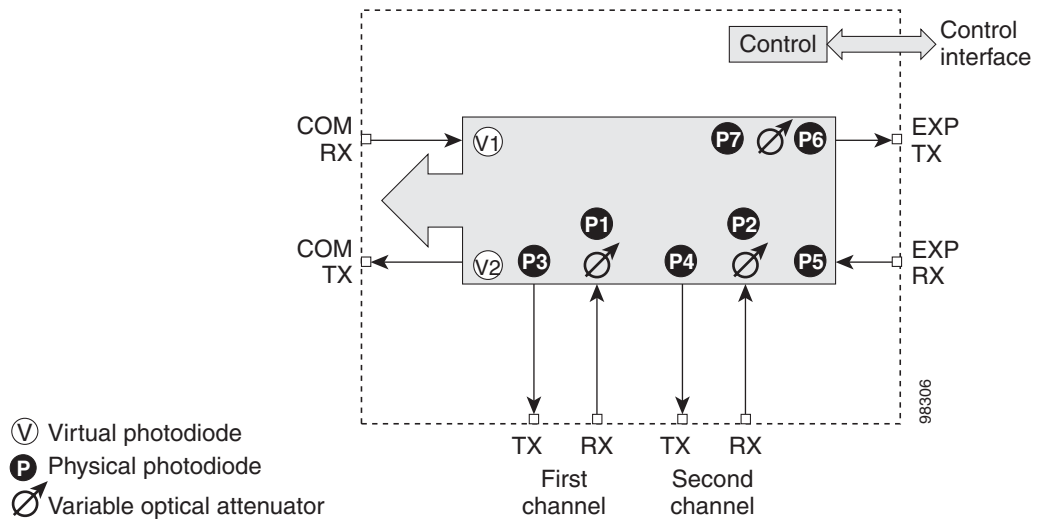 Control
Control
interface
COM
RX
V1
P7
P6
EXP
TX
P1
P2
COM
TX
V2
P3
P4
P5
EXP
RX
98306
TX
RX
TX
RX
First
channel
Second
channel
V Virtual photodiode
P Physical photodiode
Variable optical attenuator